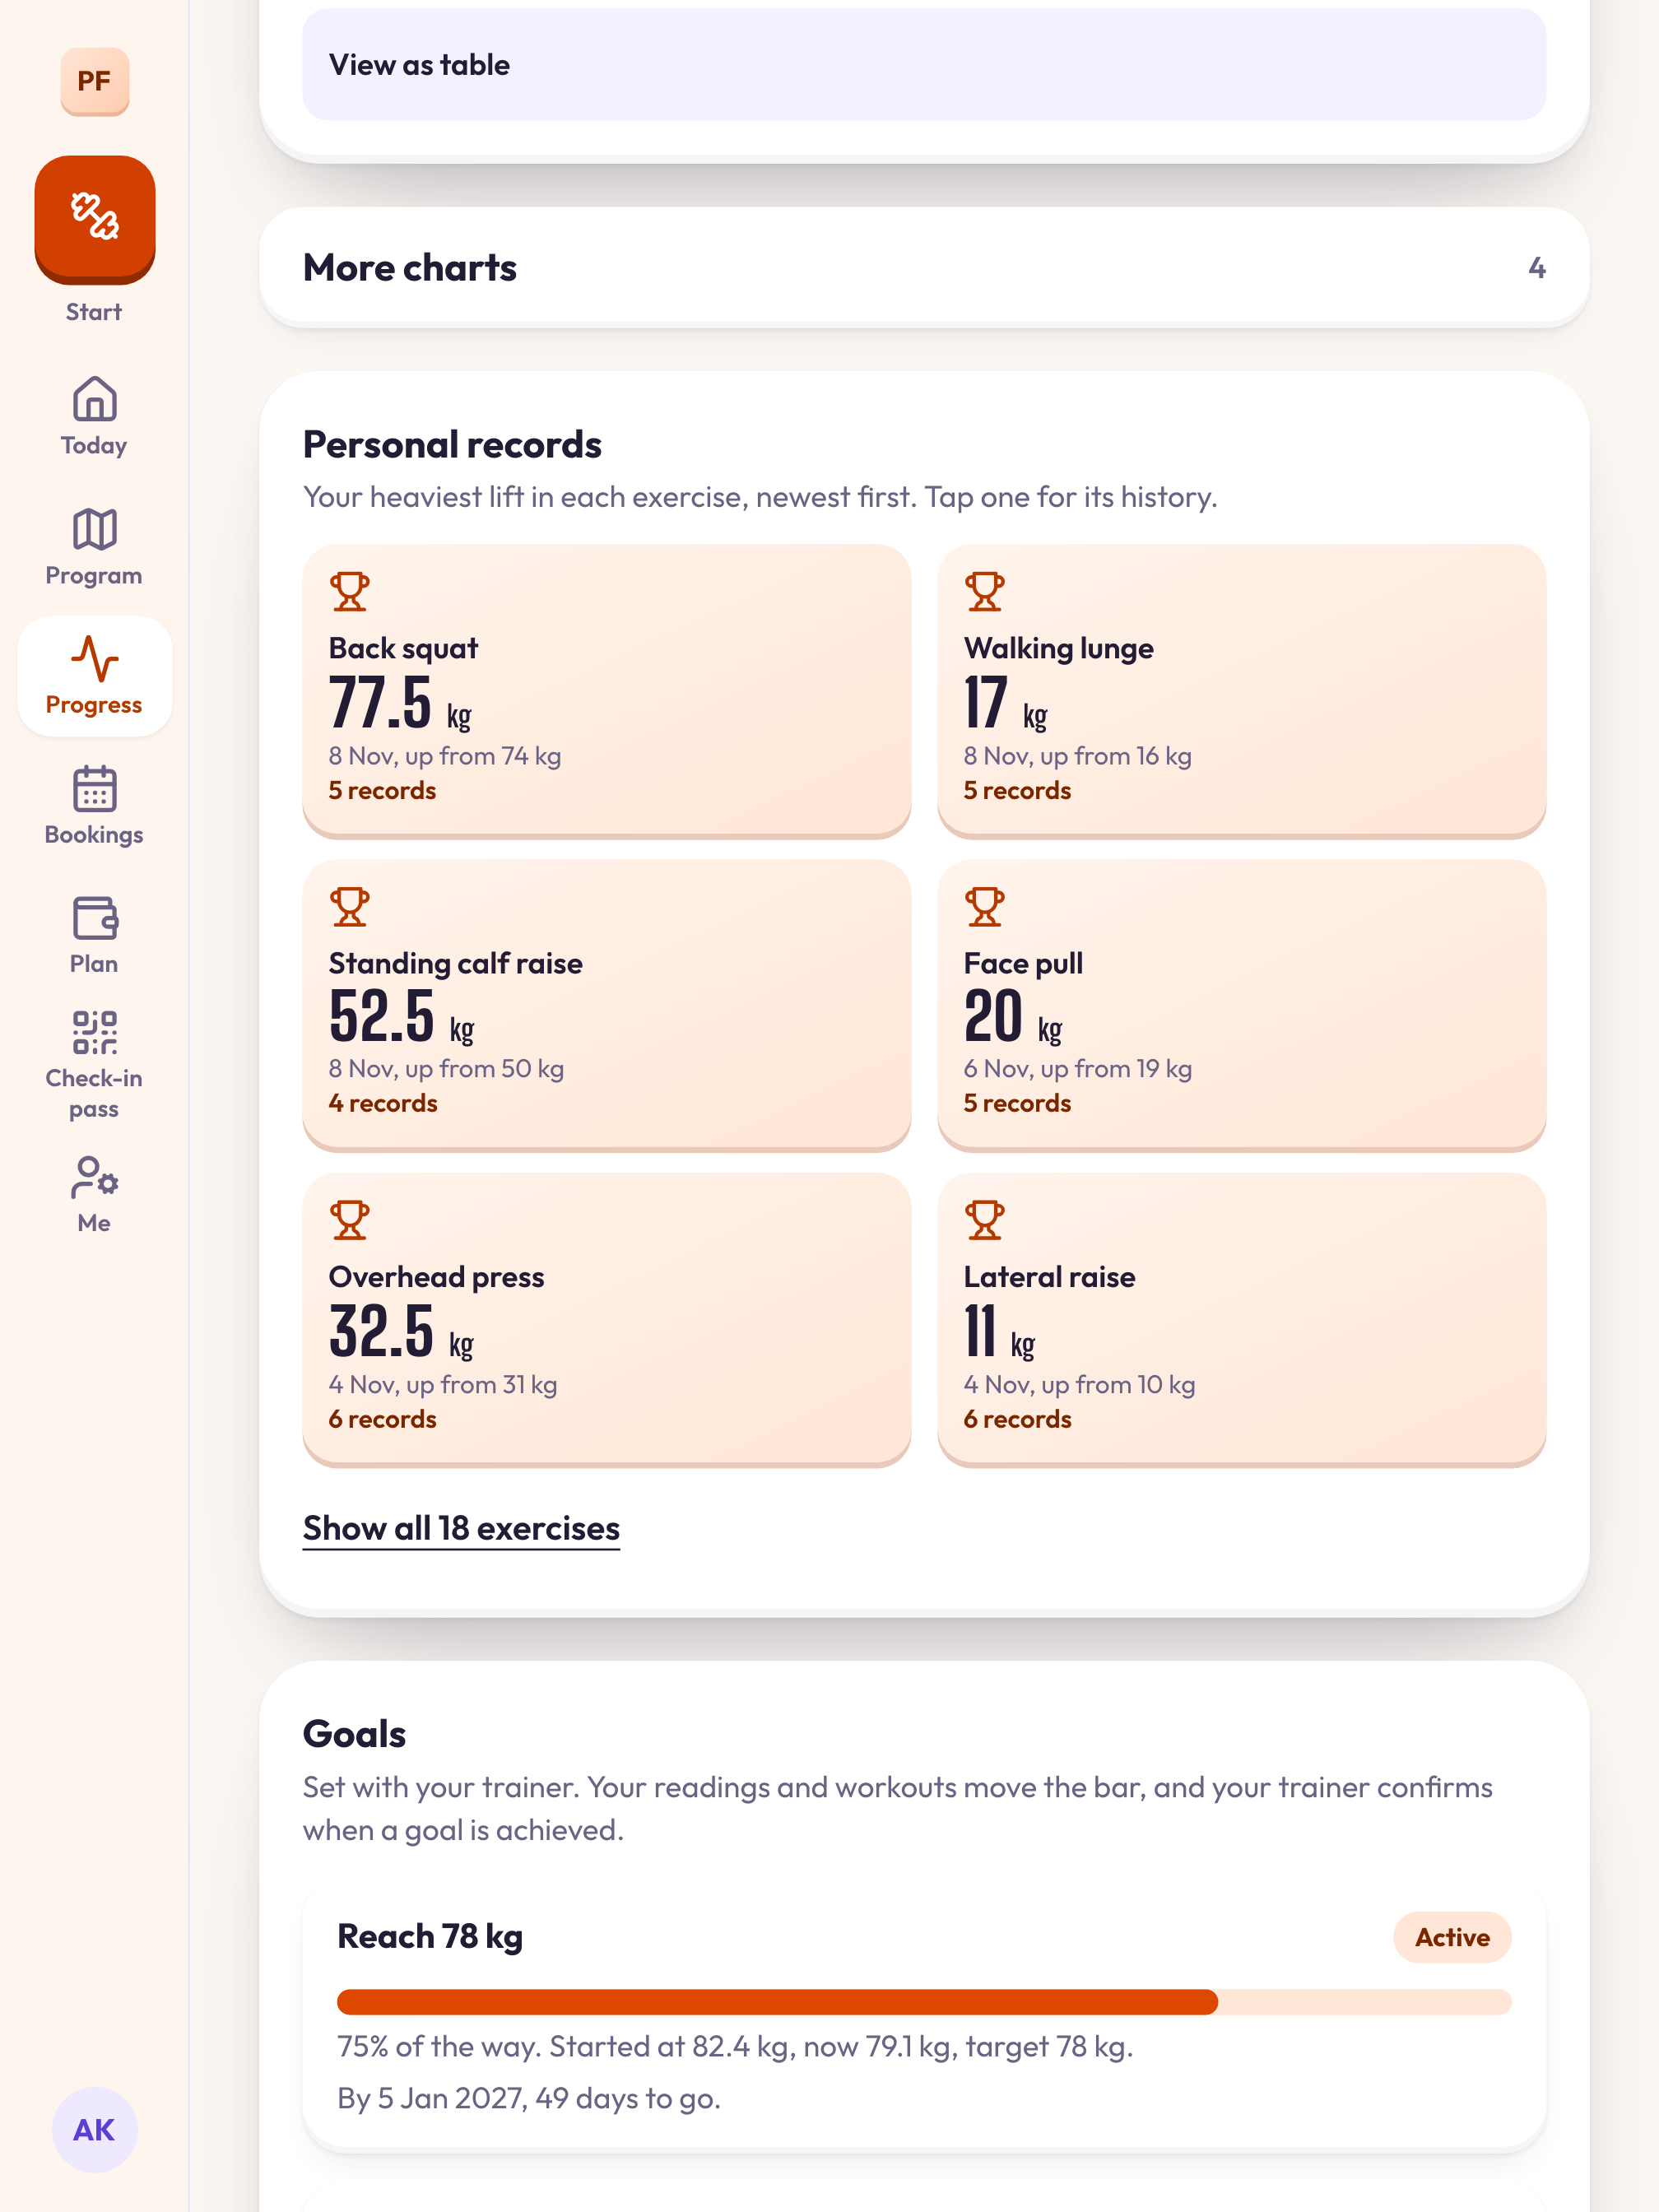 PF
Start
Today
Program
Progress
Bookings
Plan
Check-in
pass
Me
AK
View as table
More charts
4
Personal records
Your heaviest lift in each exercise, newest first. Tap one for its history.
Back squat
77.5 kg
8 Nov, up from 74 kg
5 records
Walking lunge
17 kg
8 Nov, up from 16 kg
5 records
Standing calf raise
52.5 kg
8 Nov, up from 50 kg
4 records
Face pull
20 kg
6 Nov, up from 19 kg
5 records
Overhead press
32.5 kg
4 Nov, up from 31 kg
6 records
Lateral raise
11 kg
4 Nov, up from 10 kg
6 records
Show all 18 exercises
Goals
Set with your trainer. Your readings and workouts move the bar, and your trainer confirms
when a goal is achieved.
Reach 78 kg
Active
75% of the way. Started at 82.4 kg, now 79.1 kg, target 78 kg.
By 5 Jan 2027, 49 days to go.